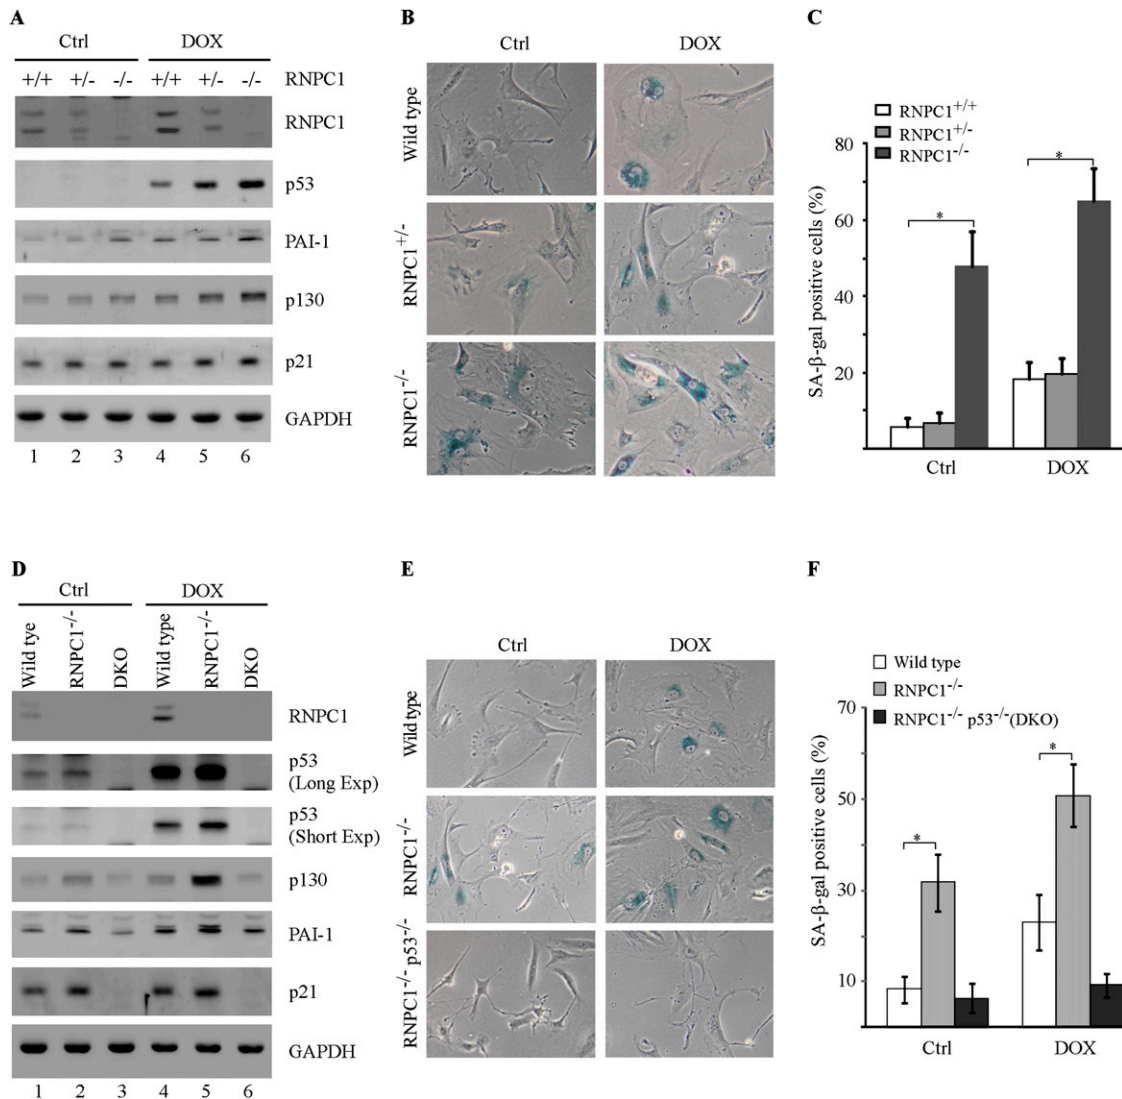 A
Ctrl DOX
+/+ +/- -/- +/+ +/- -/- RNPC1
RNPC1
p53
PAI-1
p130
p21
GAPDH
1 2 3 4 5 6
B
Ctrl DOX
Wild type
RNPC1+/-
RNPC1-/-
C
RNPC1+/+
RNPC1+/-
RNPC1-/-
SA-β-gal positive cells (%)
80
60
40
20
*
*
Ctrl DOX
D
Ctrl DOX
Wild tye RNPC1-/- DKO Wild type RNPC1-/- DKO
RNPC1
p53
(Long Exp)
p53
(Short Exp)
p130
PAI-1
p21
GAPDH
1 2 3 4 5 6
E
Ctrl DOX
Wild type
RNPC1-/-
RNPC1-/- p53-/-
F
Wild type
RNPC1-/-
RNPC1-/- p53-/-(DKO)
SA-β-gal positive cells (%)
70
50
30
10
*
*
Ctrl DOX